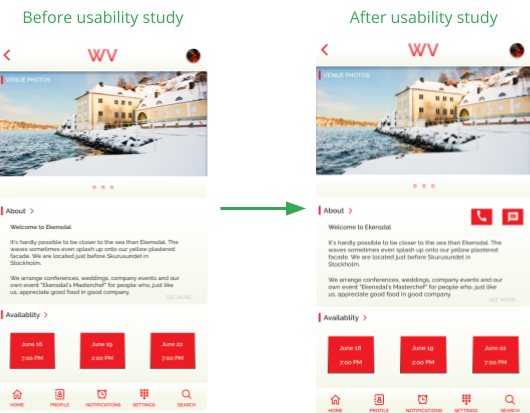 Before usability study
After usability study
WV
VENUE PHOTOS
About
Welcome to Ekensdal
It's hardly possible to be closer to the sea than Ekensdal. The
waves sometimes even splash up onto our yellow plastered
facade. We are located just before Skurusundet in
Stockholm.
We arrange conferences, weddings, company events and our
own event "Ekensdal's Masterchef" for people who, just like
us, appreciate good food in good company.
SEE MORE...
Availablity
June 16
7:00 PM
June 19
2:00 PM
June 22
7:00 PM
HOME
PROFILE
NOTIFICATIONS
SETTINGS
SEARCH
WV
VENUE PHOTOS
About
Welcome to Ekensdal
It's hardly possible to be closer to the sea than Ekensdal. The
waves sometimes even splash up onto our yellow plastered
facade. We are located just before Skurusundet in
Stockholm.
We arrange conferences, weddings, company events and our
own event "Ekensdal's Masterchef" for people who, just like
us, appreciate good food in good company.
SEE MORE...
Availablity
June 16
7:00 PM
June 19
2:00 PM
June 22
7:00 PM
HOME
PROFILE
NOTIFICATIONS
SETTINGS
SEARCH